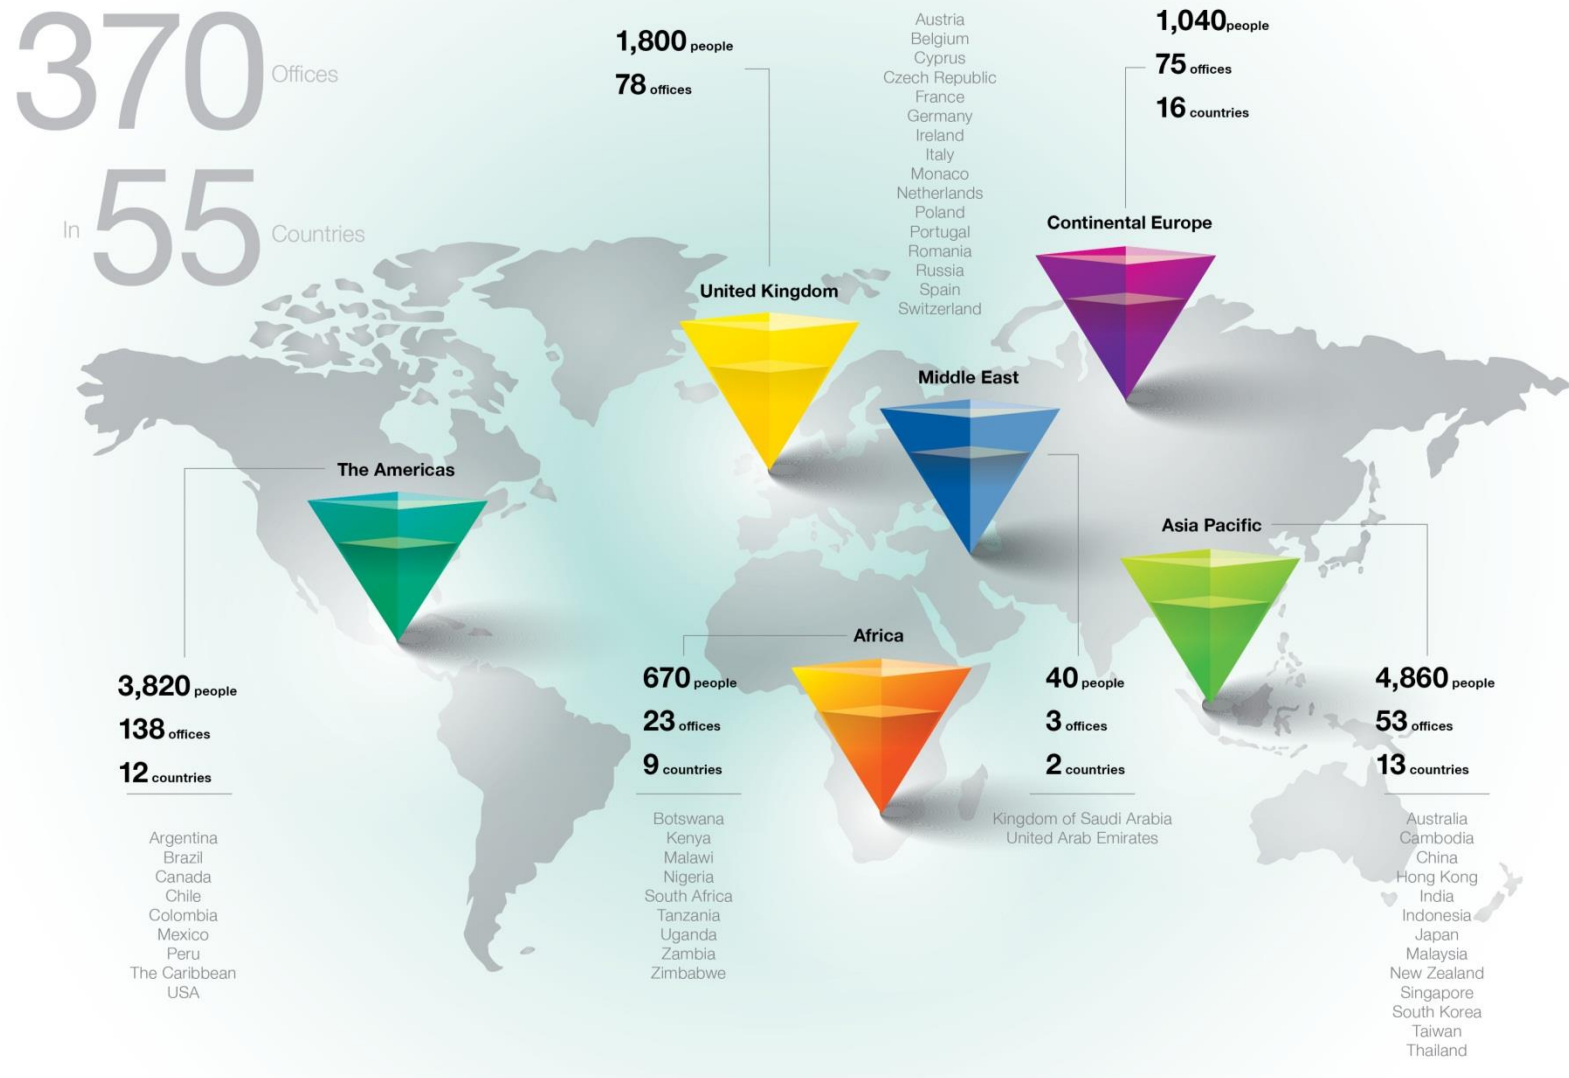 370 Offices
In 55 Countries
1,800 people
78 offices
United Kingdom
Austria
Belgium
Cyprus
Czech Republic
France
Germany
Ireland
Italy
Monaco
Netherlands
Poland
Portugal
Romania
Russia
Spain
Switzerland
1,040 people
75 offices
16 countries
Continental Europe
Middle East
The Americas
Asia Pacific
Africa
3,820 people
138 offices
12 countries
Argentina
Brazil
Canada
Chile
Colombia
Mexico
Peru
The Caribbean
USA
670 people
23 offices
9 countries
Botswana
Kenya
Malawi
Nigeria
South Africa
Tanzania
Uganda
Zambia
Zimbabwe
40 people
3 offices
2 countries
Kingdom of Saudi Arabia
United Arab Emirates
4,860 people
53 offices
13 countries
Australia
Cambodia
China
Hong Kong
India
Indonesia
Japan
Malaysia
New Zealand
Singapore
South Korea
Taiwan
Thailand